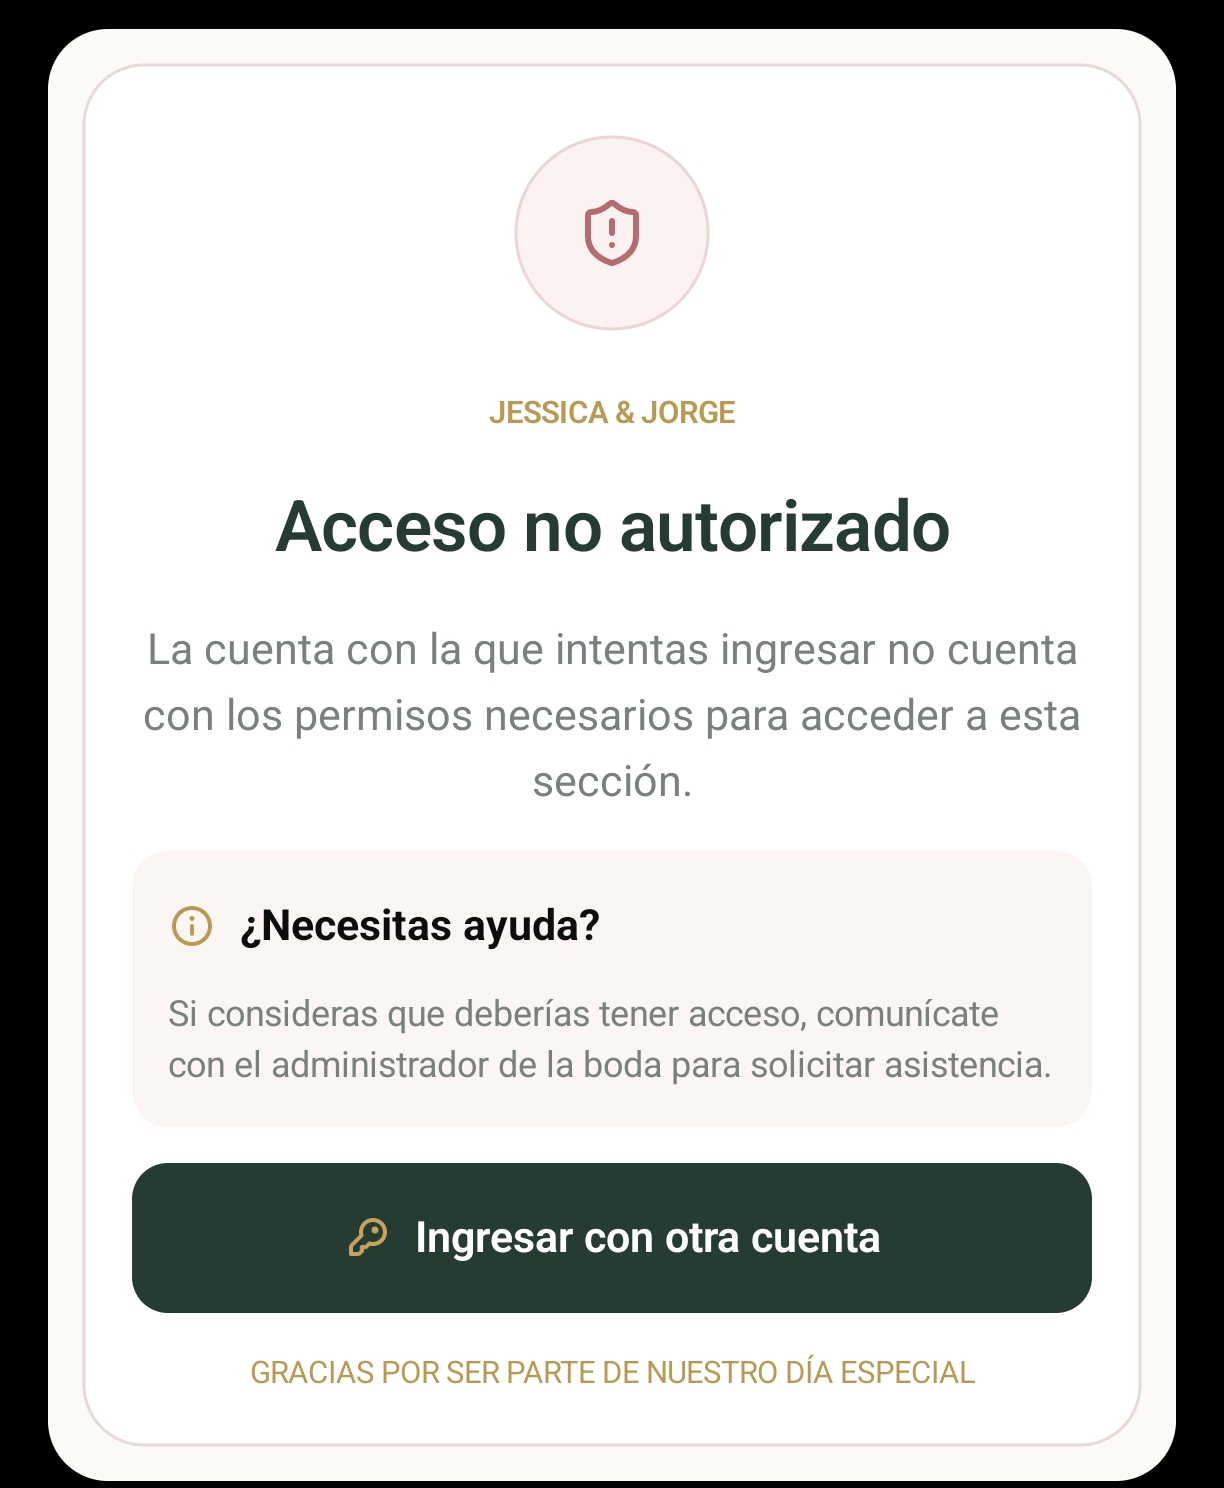 JESSICA & JORGE
Acceso no autorizado
La cuenta con la que intentas ingresar no cuenta
con los permisos necesarios para acceder a esta
sección.
¿Necesitas ayuda?
Si consideras que deberías tener acceso, comunícate
con el administrador de la boda para solicitar asistencia.
Ingresar con otra cuenta
GRACIAS POR SER PARTE DE NUESTRO DÍA ESPECIAL